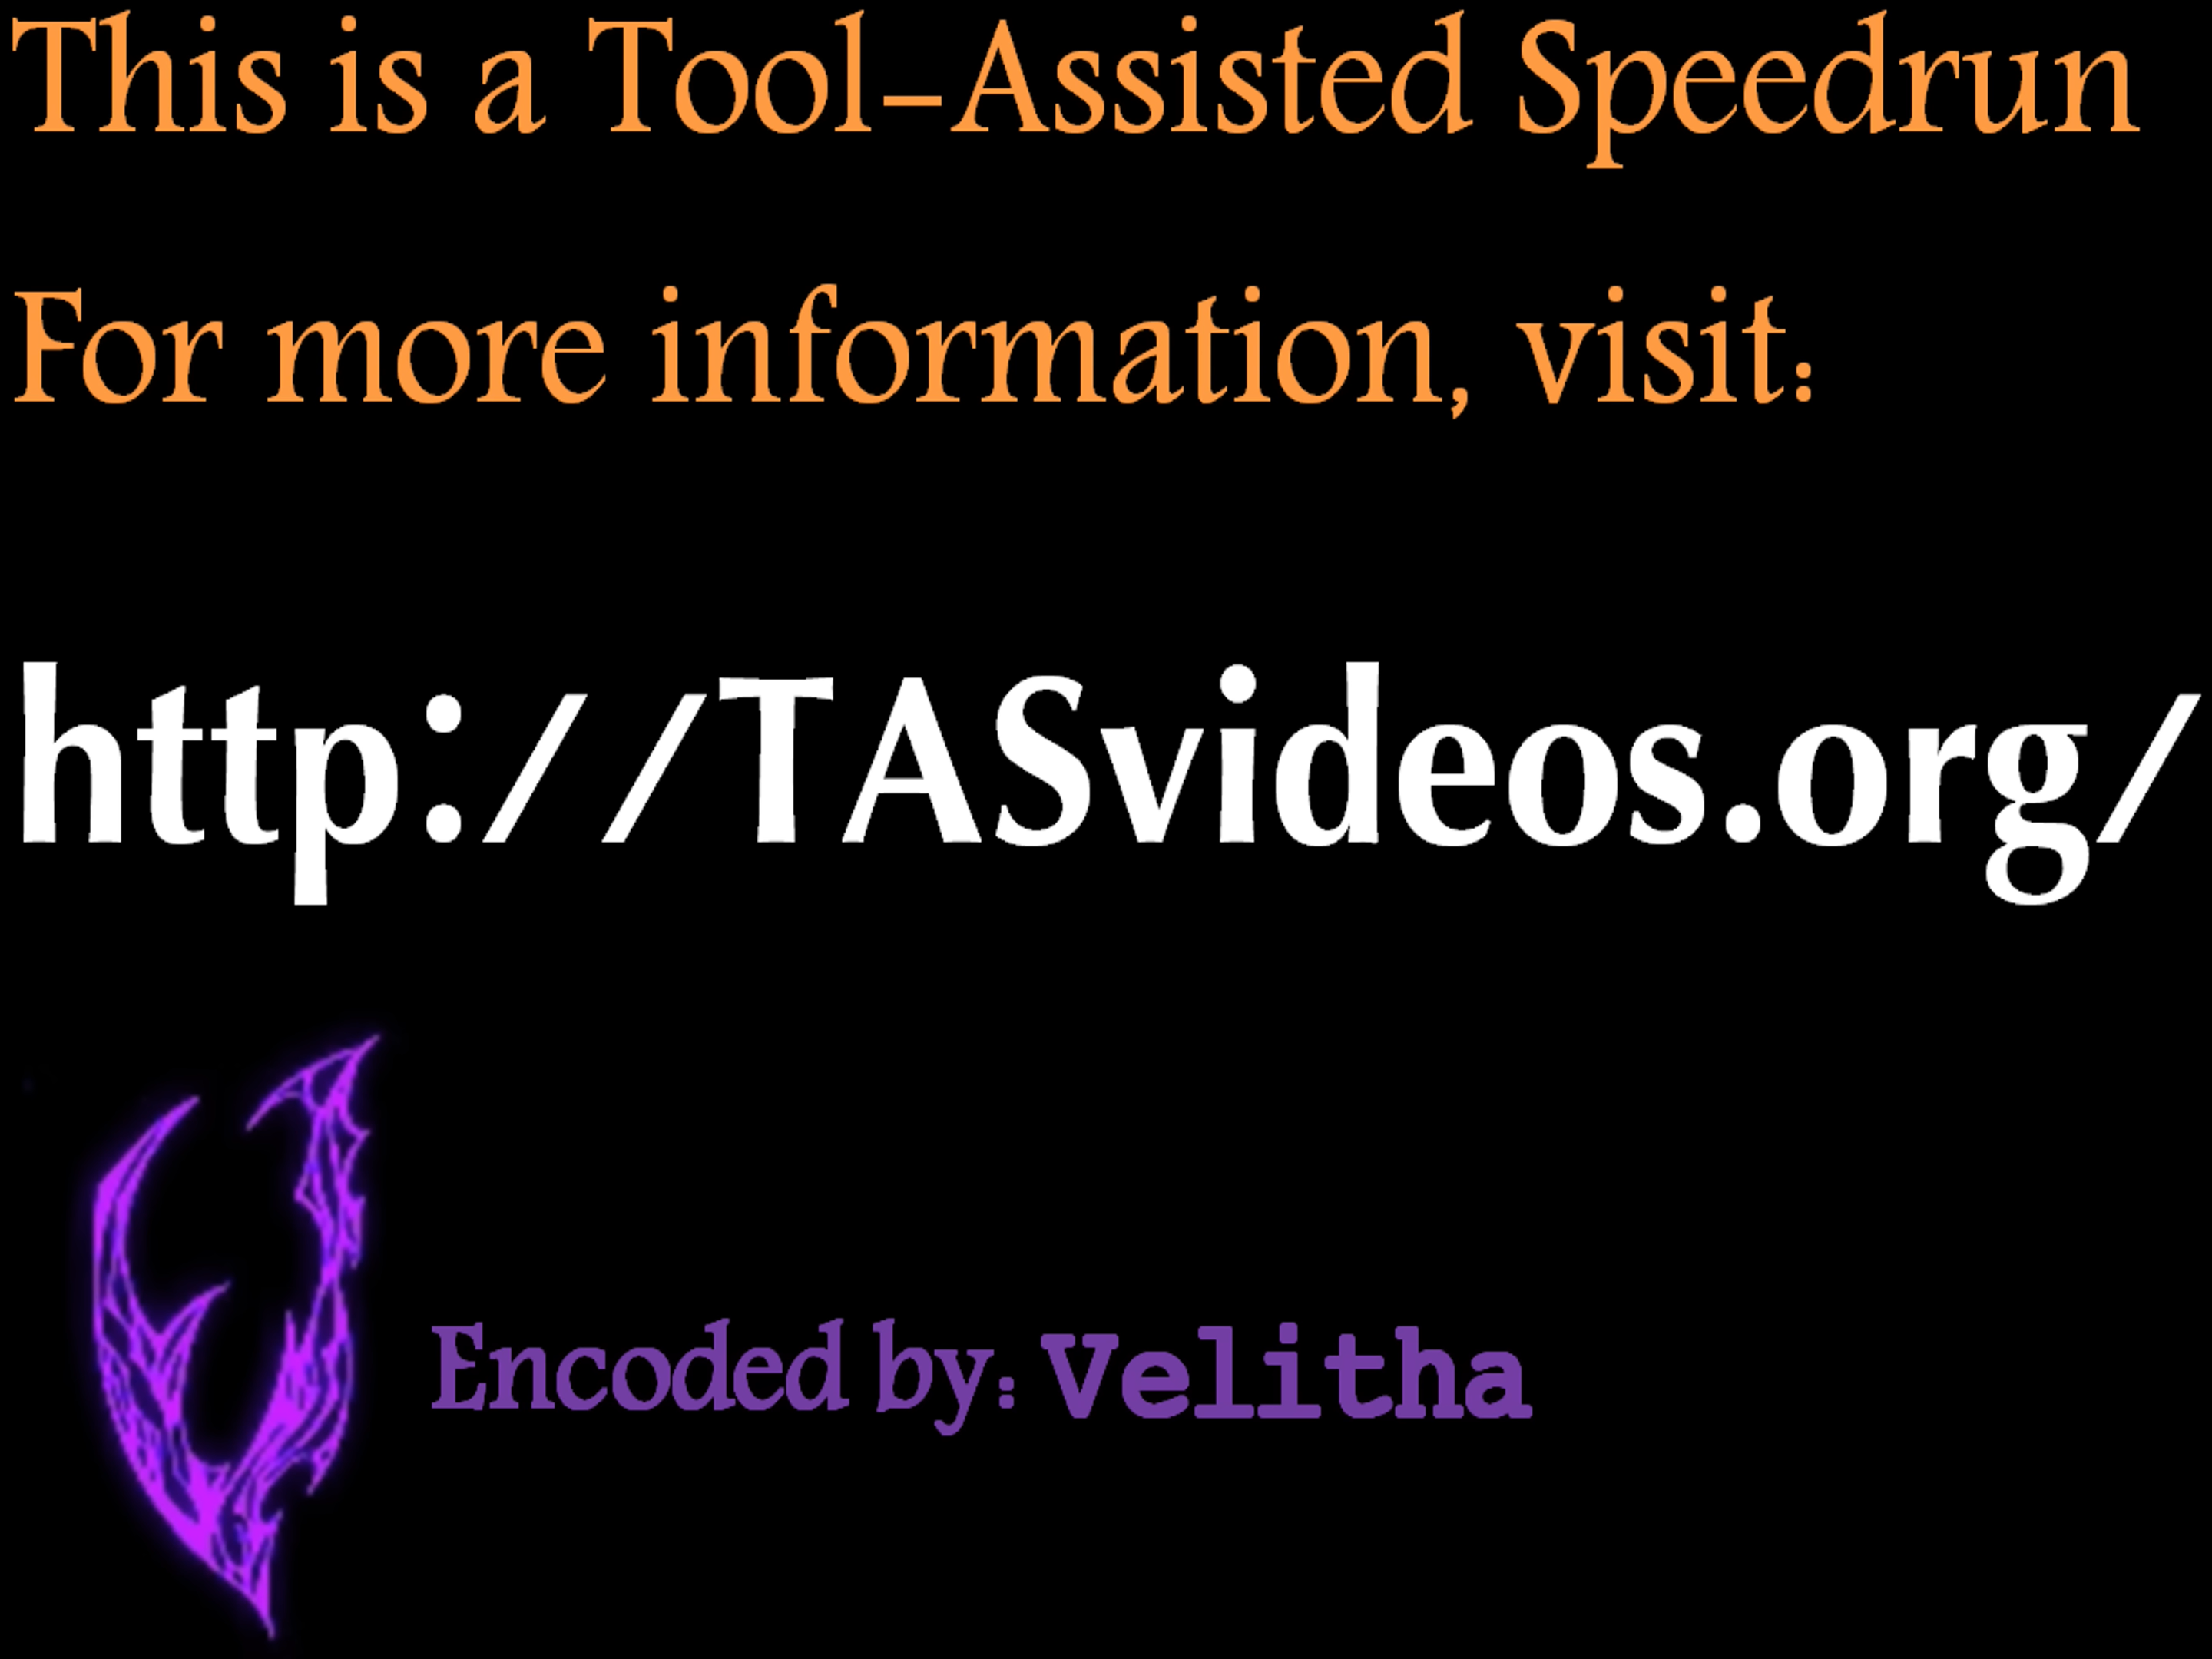 This is a Tool-Assisted Speedrun
For more information, visit:
http://TASvideos.org/
Encoded by: Velitha